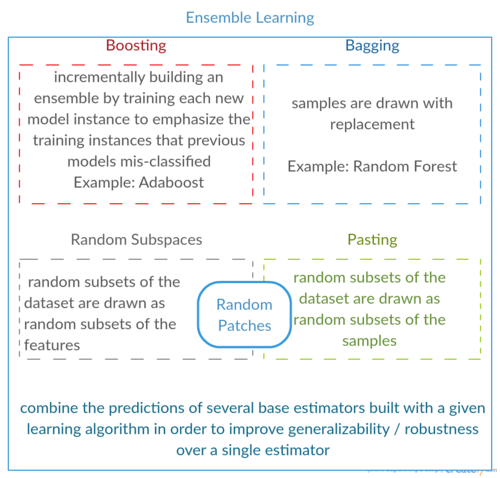 Ensemble Learning
Boosting
incrementally building an
ensemble by training each new
model instance to emphasize the
training instances that previous
models mis-classified
Example: Adaboost
Bagging
samples are drawn with
replacement
Example: Random Forest
Random Subspaces
random subsets of the
dataset are drawn as
random subsets of the
features
Random
Patches
Pasting
random subsets of the
dataset are drawn as
random subsets of the
samples
combine the predictions of several base estimators built with a given
learning algorithm in order to improve generalizability / robustness
over a single estimator